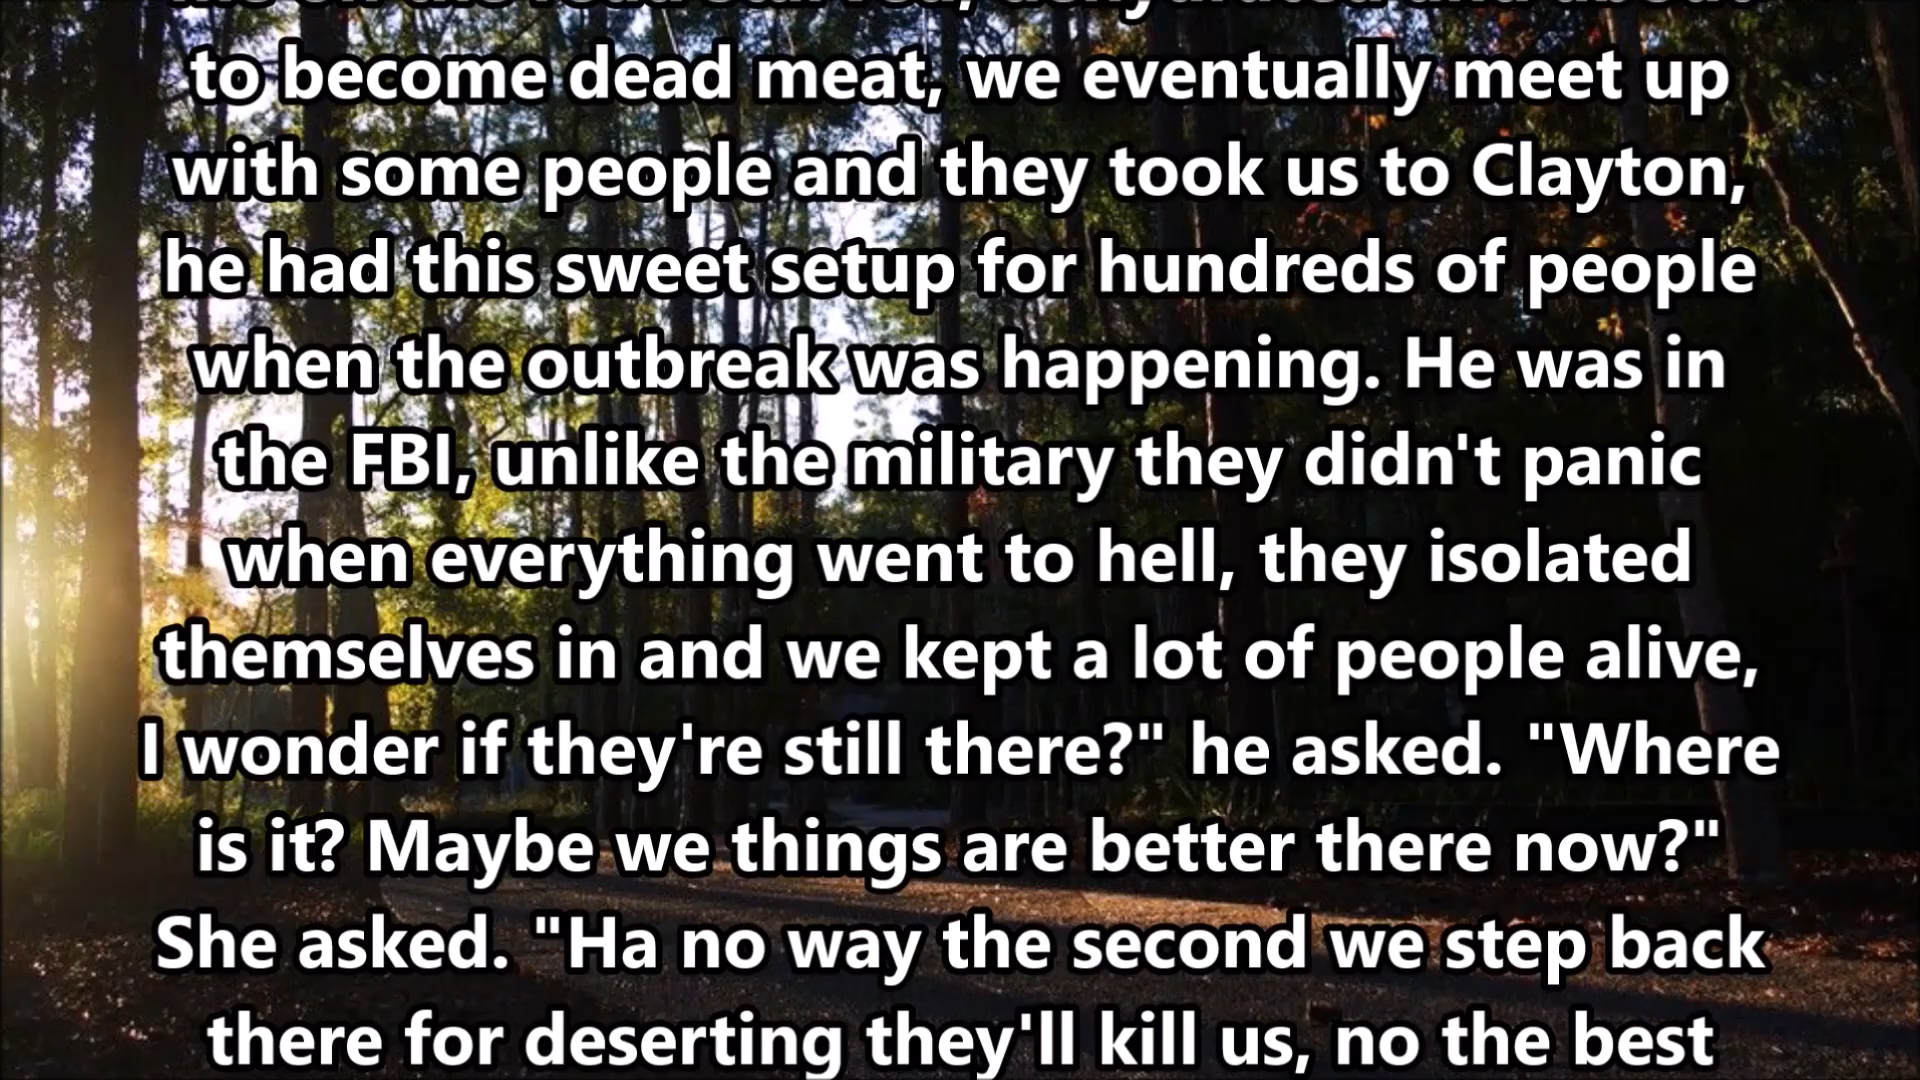 to become dead meat, we eventually meet up
with some people and they took us to Clayton,
he had this sweet setup for hundreds of people
when the outbreak was happening. He was in
the FBI, unlike the military they didn't panic
when everything went to hell, they isolated
themselves in and we kept a lot of people alive,
I wonder if they're still there?" he asked. "Where
is it? Maybe we things are better there now?"
She asked. "Ha no way the second we step back
there for deserting they'll kill us, no the best